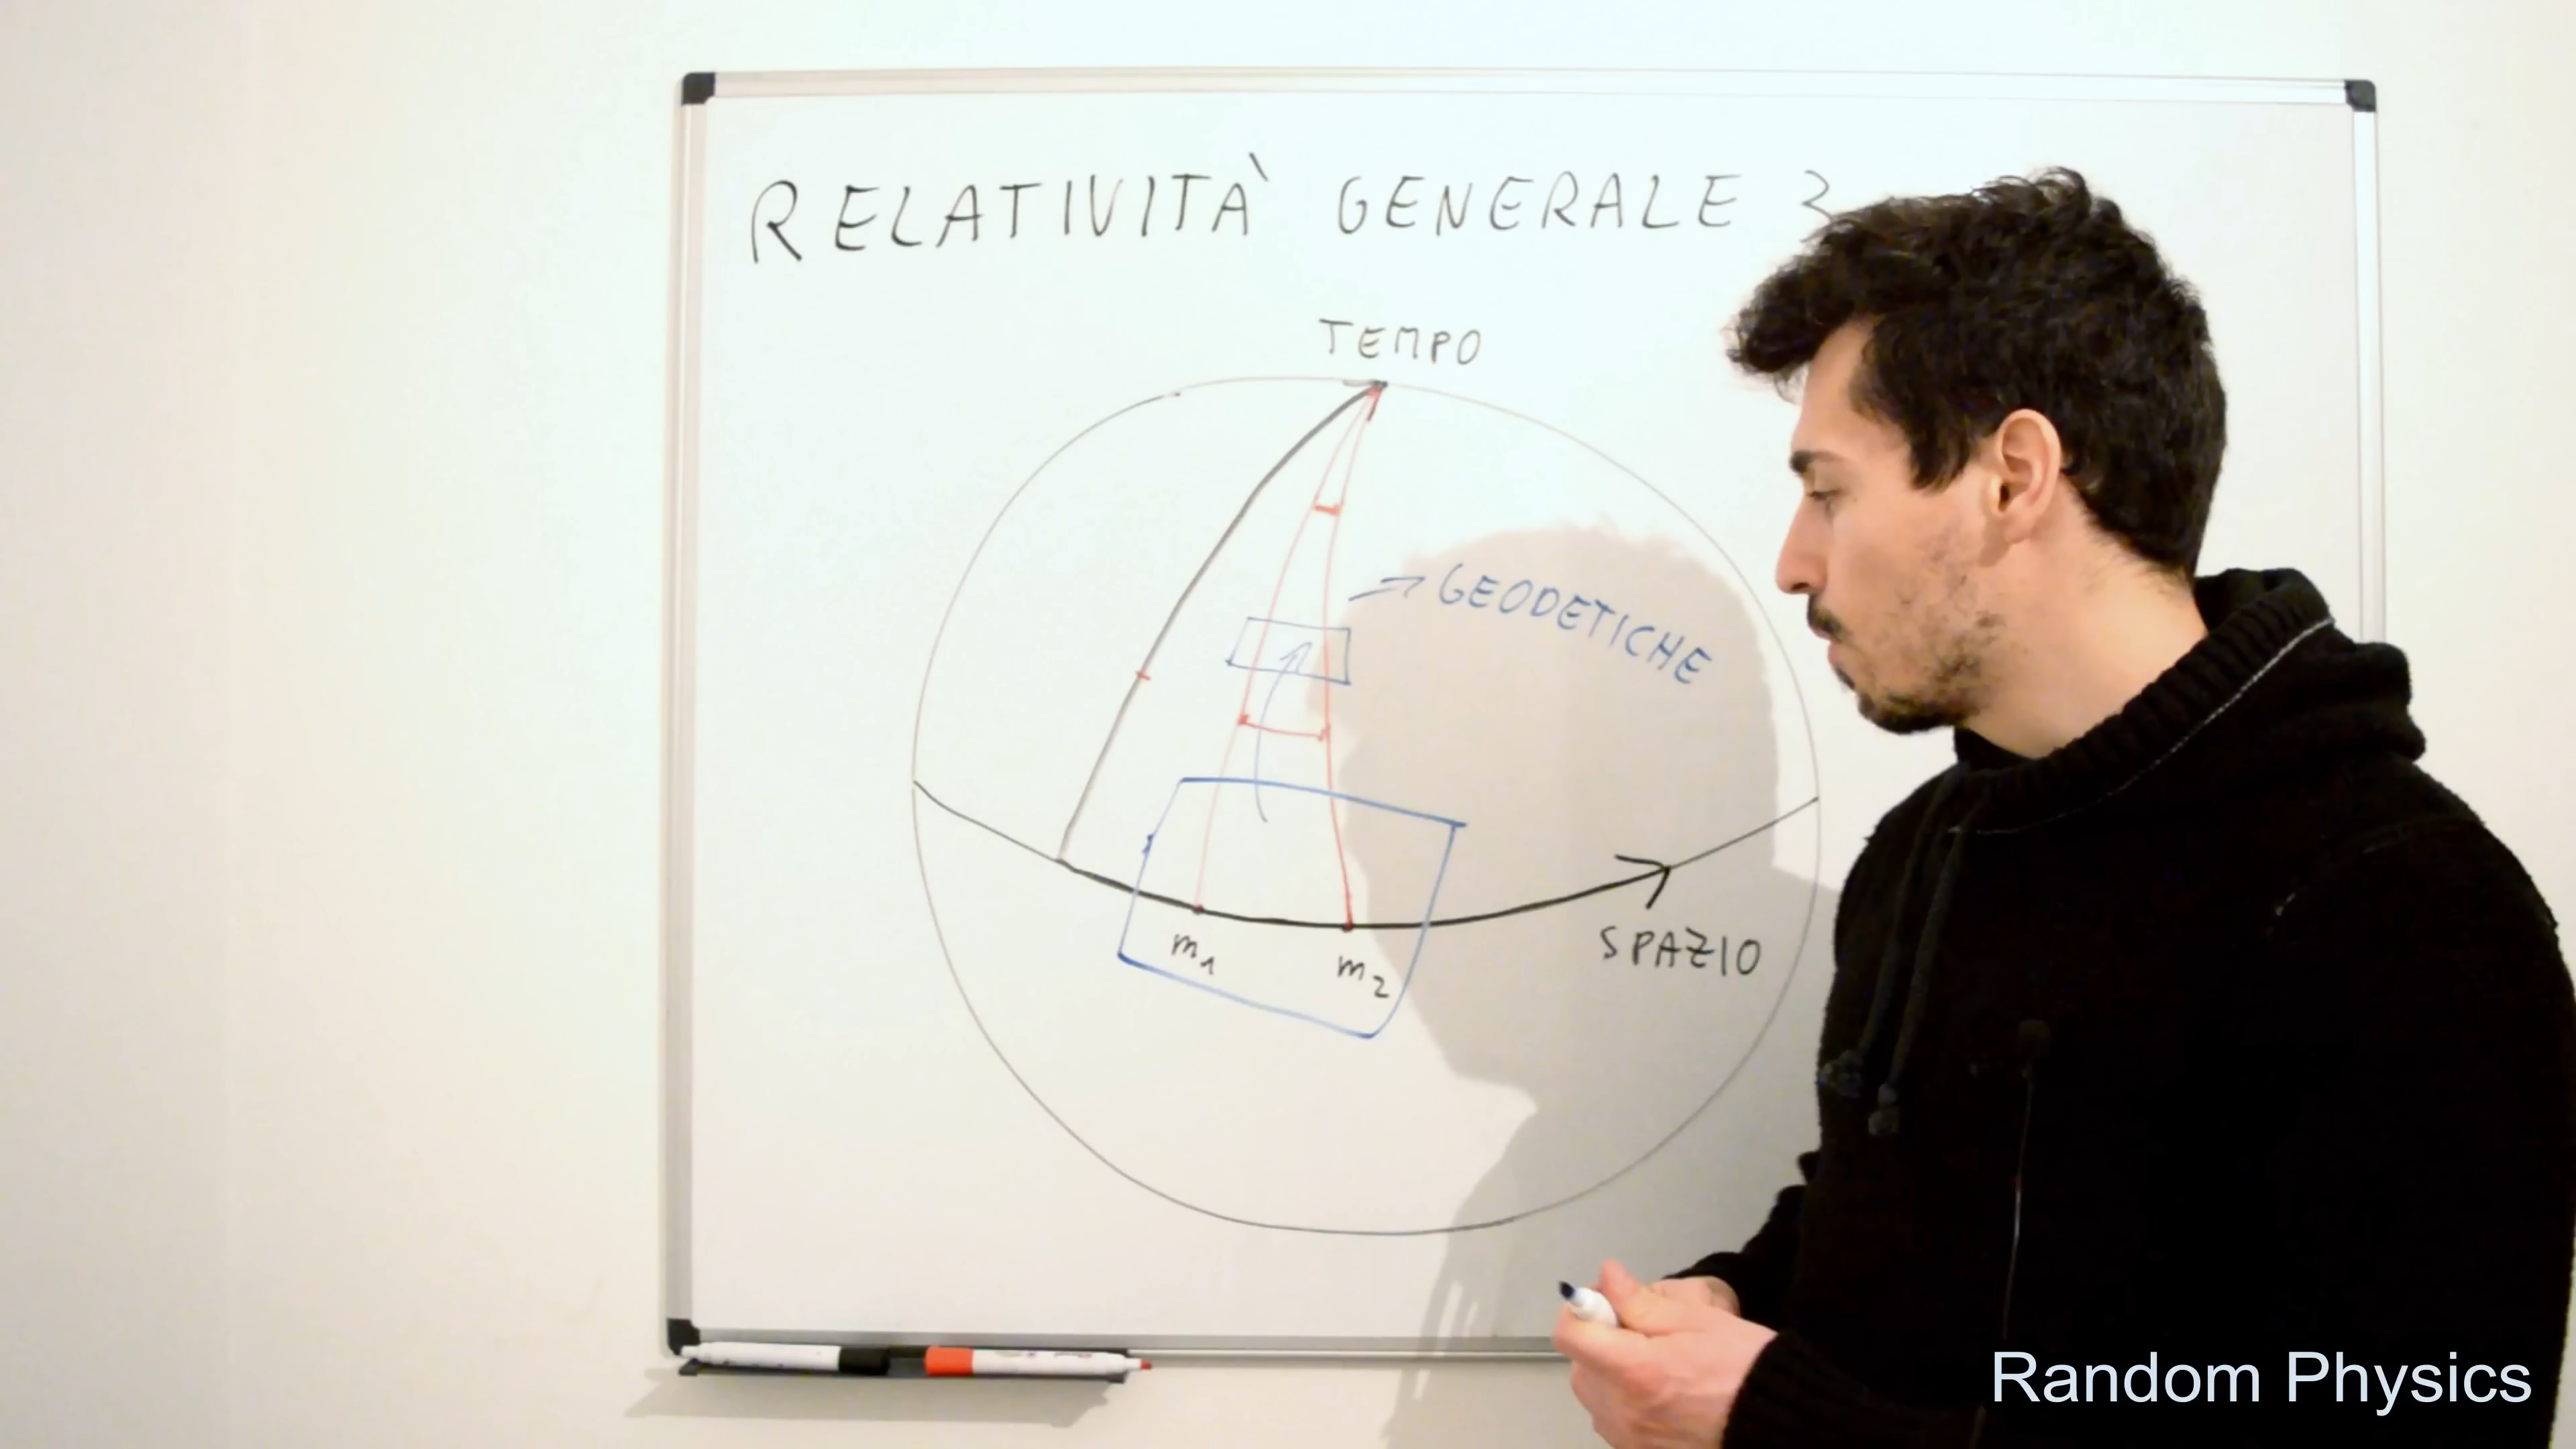 RELATIVITÀ GENERALE 3
TEMPO
→ GEODETICHE
SPAZIO
m1
m2
Random Physics